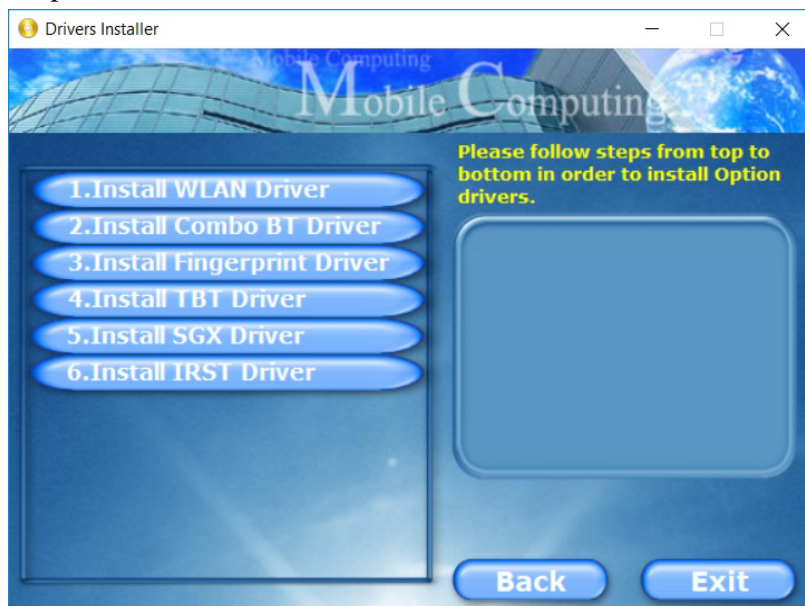 Drivers Installer
Mobile Computing
Mobile Computing
Please follow steps from top to
bottom in order to install Option
drivers.
1.Install WLAN Driver
2.Install Combo BT Driver
3.Install Fingerprint Driver
4.Install TBT Driver
5.Install SGX Driver
6.Install IRST Driver
Back
Exit